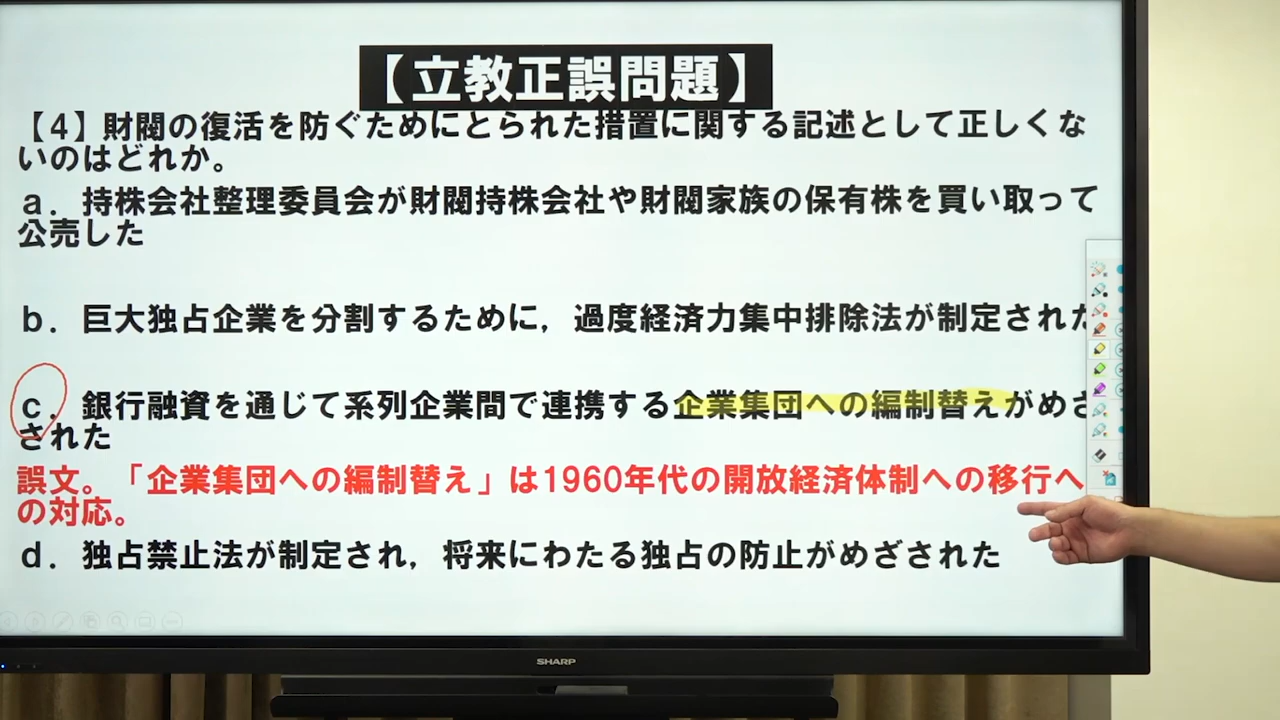 【立教正誤問題】
【4】財閥の復活を防ぐためにとられた措置に関する記述として正しくな
いのはどれか。
ａ．持株会社整理委員会が財閥持株会社や財閥家族の保有株を買い取って
公売した
ｂ．巨大独占企業を分割するために，過度経済力集中排除法が制定された
ｃ．銀行融資を通じて系列企業間で連携する企業集団への編制替えがめざ
された
誤文。「企業集団への編制替え」は1960年代の開放経済体制への移行へ
の対応。
ｄ．独占禁止法が制定され，将来にわたる独占の防止がめざされた
SHARP